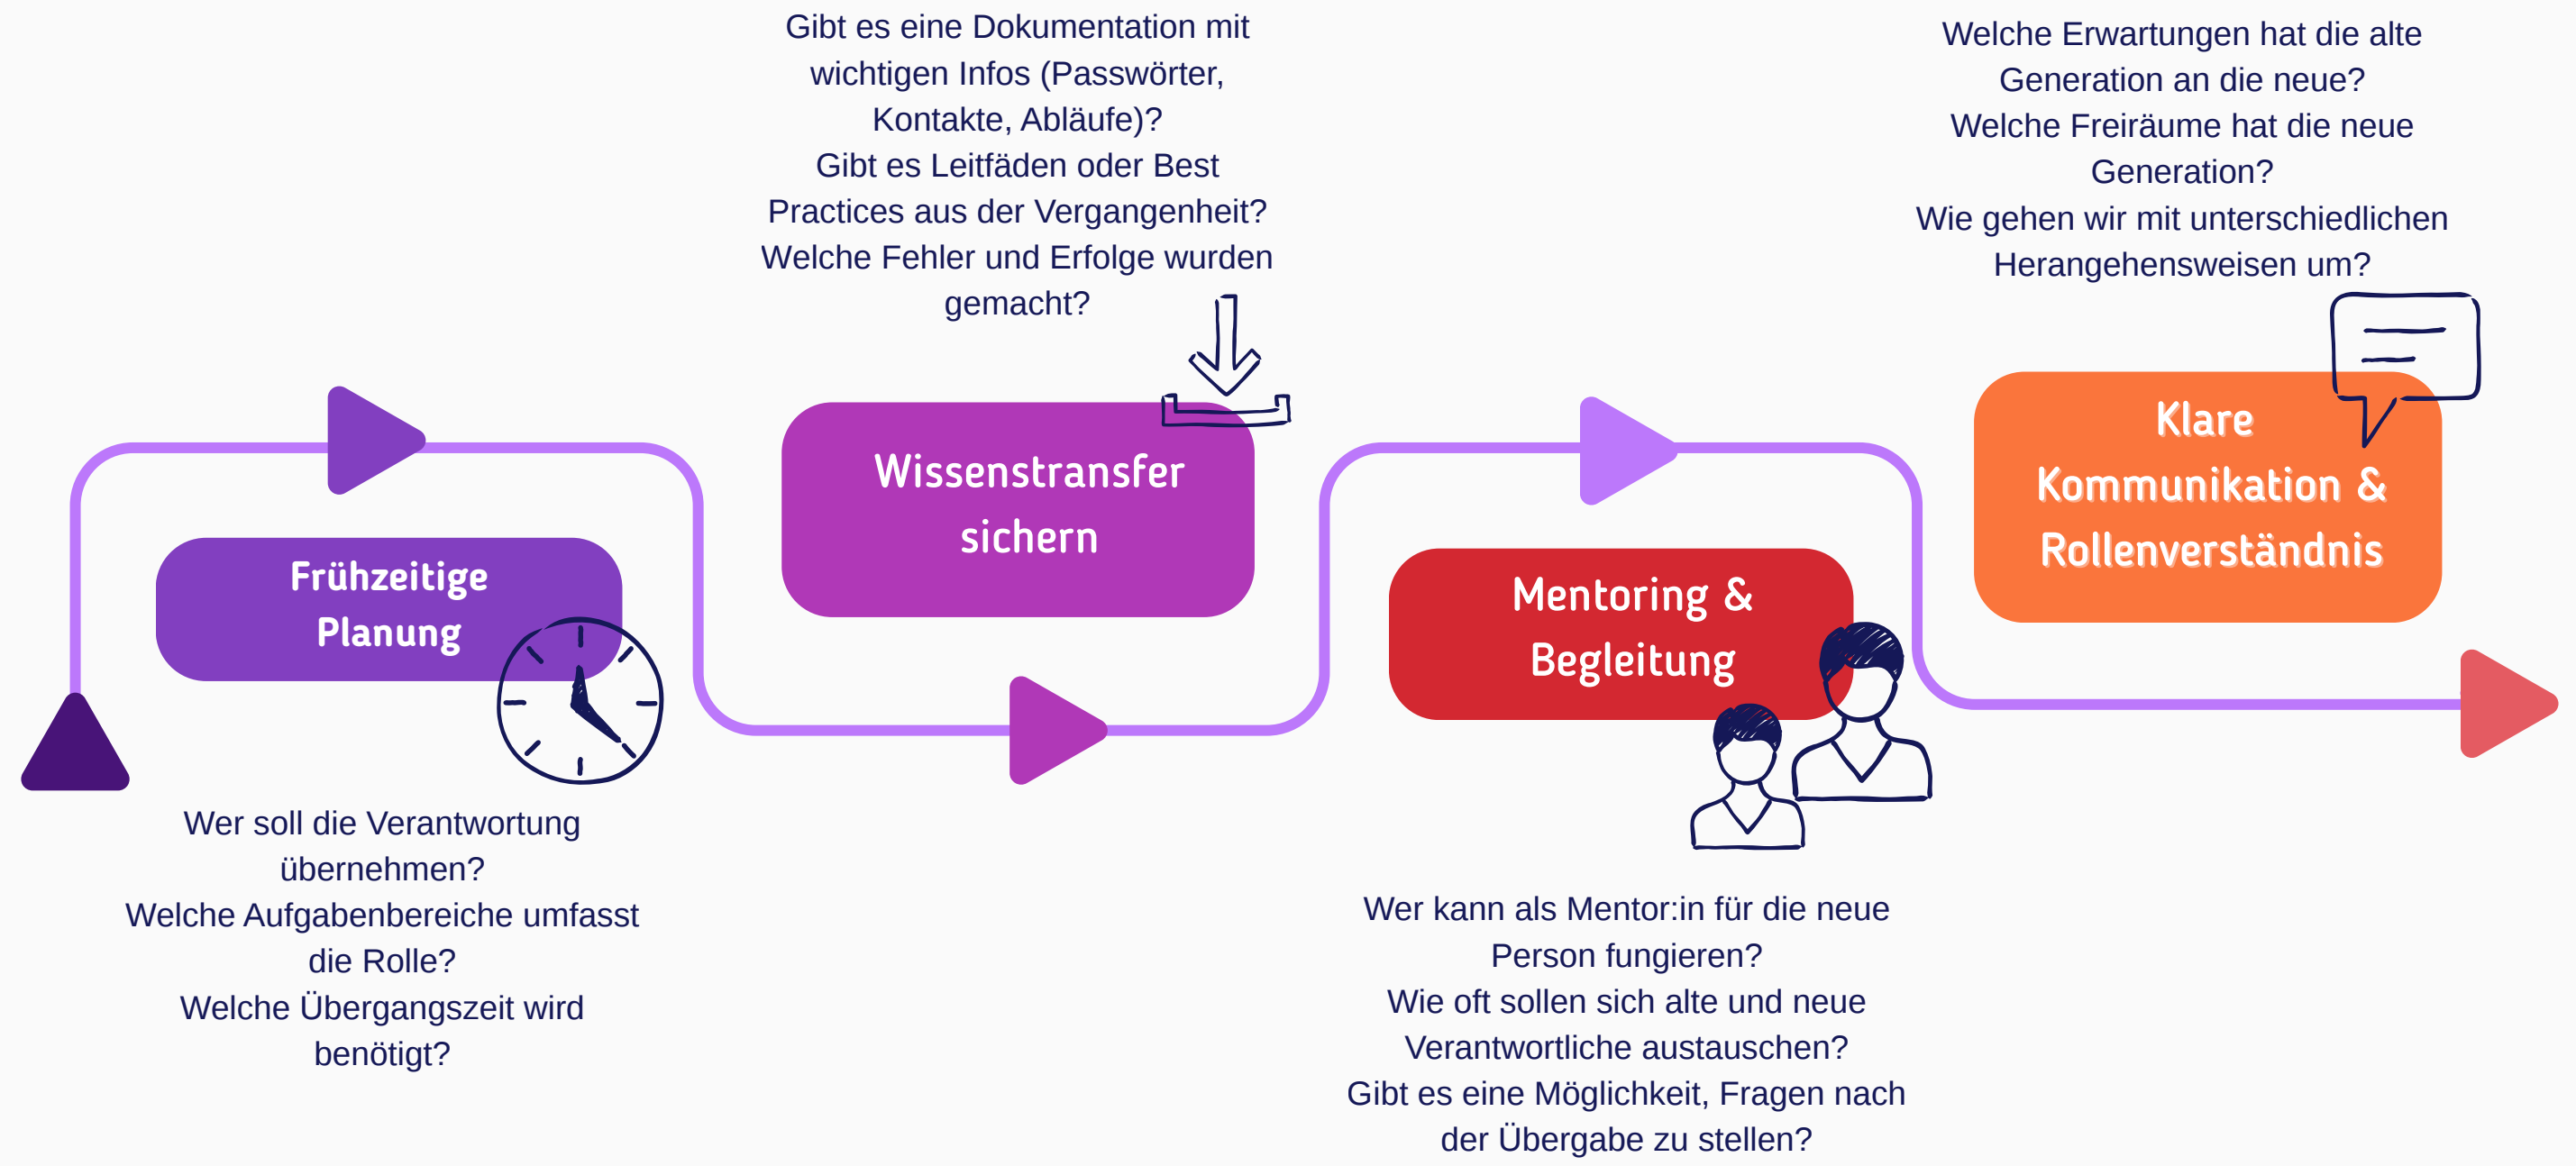 Frühzeitige
Planung
Wer soll die Verantwortung
übernehmen?
Welche Aufgabenbereiche umfasst
die Rolle?
Welche Übergangszeit wird
benötigt?
Gibt es eine Dokumentation mit
wichtigen Infos (Passwörter,
Kontakte, Abläufe)?
Gibt es Leitfäden oder Best
Practices aus der Vergangenheit?
Welche Fehler und Erfolge wurden
gemacht?
Wissenstransfer
sichern
Mentoring &
Begleitung
Wer kann als Mentor:in für die neue
Person fungieren?
Wie oft sollen sich alte und neue
Verantwortliche austauschen?
Gibt es eine Möglichkeit, Fragen nach
der Übergabe zu stellen?
Welche Erwartungen hat die alte
Generation an die neue?
Welche Freiräume hat die neue
Generation?
Wie gehen wir mit unterschiedlichen
Herangehensweisen um?
Klare
Kommunikation &
Rollenverständnis